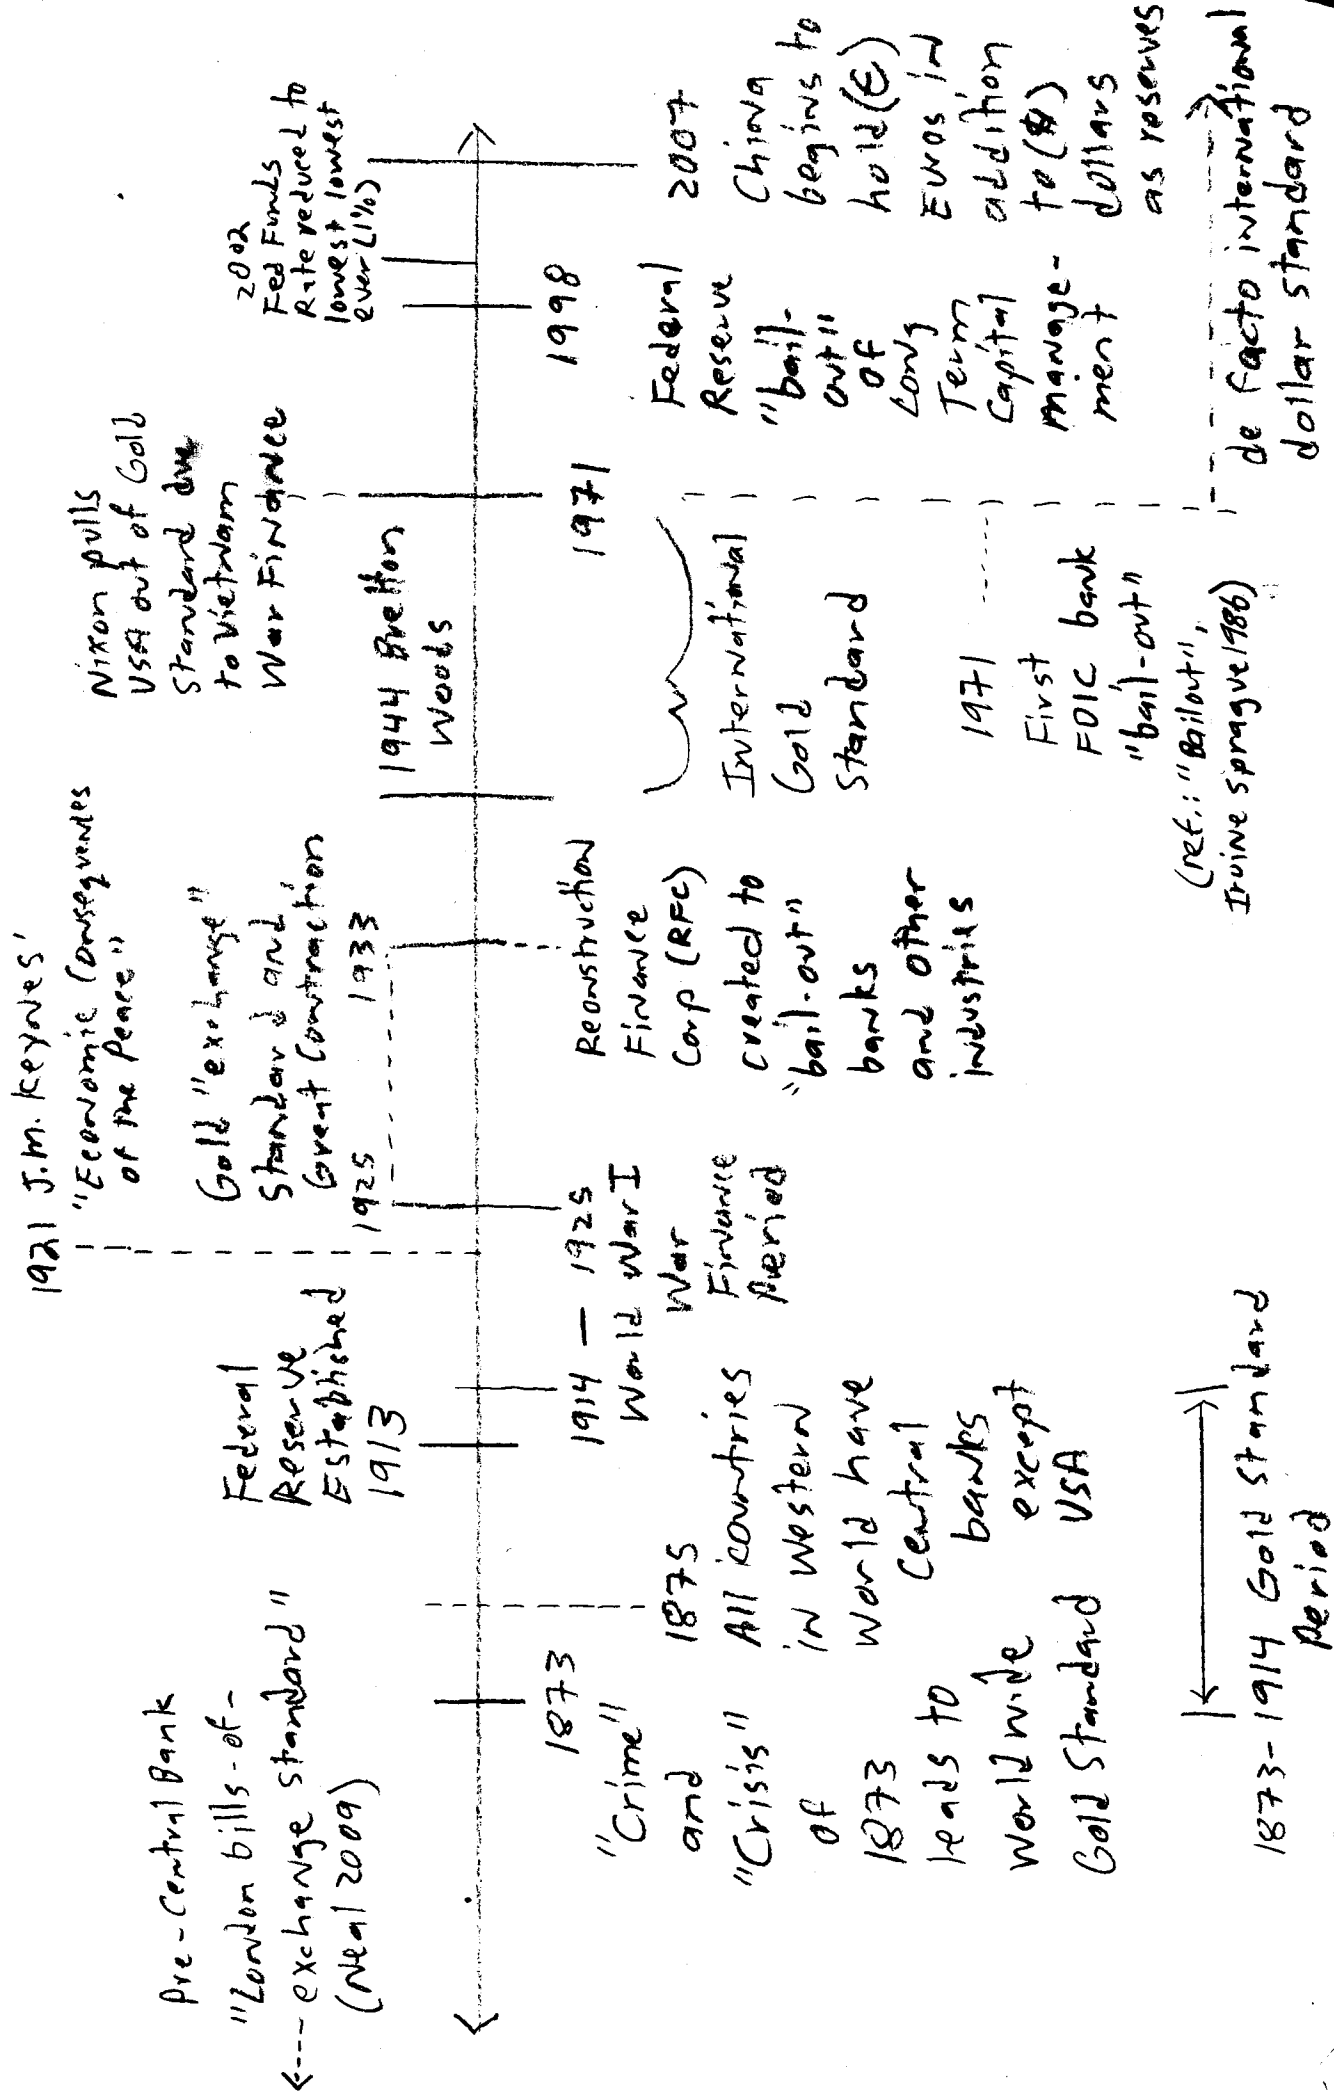 Pre-Central Bank
"London bills-of-
exchange standard"
(Neal 2009)
Federal
Reserve
Established
1913
1921 J.M. Keynes'
"Economic Consequences
of the Peace"
Gold "exchange"
Standard and
Great Contraction
1925 1933
1944 Bretton
Woods
Nixon pulls
USA out of Gold
Standard due
to Vietnam
War Finance
2002
Fed Funds
Rate reduced to
lowest lowest
ever (1%)
1873
"Crime"
and
"Crisis"
of
1873
leads to
World wide
Gold Standard
1875
All countries
in Western
World have
Central
banks
except
USA
1873-1914 Gold Standard
Period
1914 — 1925
World War I
War
Finance
Period
Reonstruction
Finance
Corp (RFC)
created to
"bail-out"
banks
and other
industries
International
Gold
Standard
1971
1971
First
FDIC bank
"bail-out"
(ref.: "Bailout",
Irvine Sprague 1986)
1998
Federal
Reserve
"bail-
out"
of
Long
Term
Capital
Manage-
ment
2007
China
begins to
hold (€)
Euros in
addition
to ($)
dollars
as reserves
de facto international
dollar standard